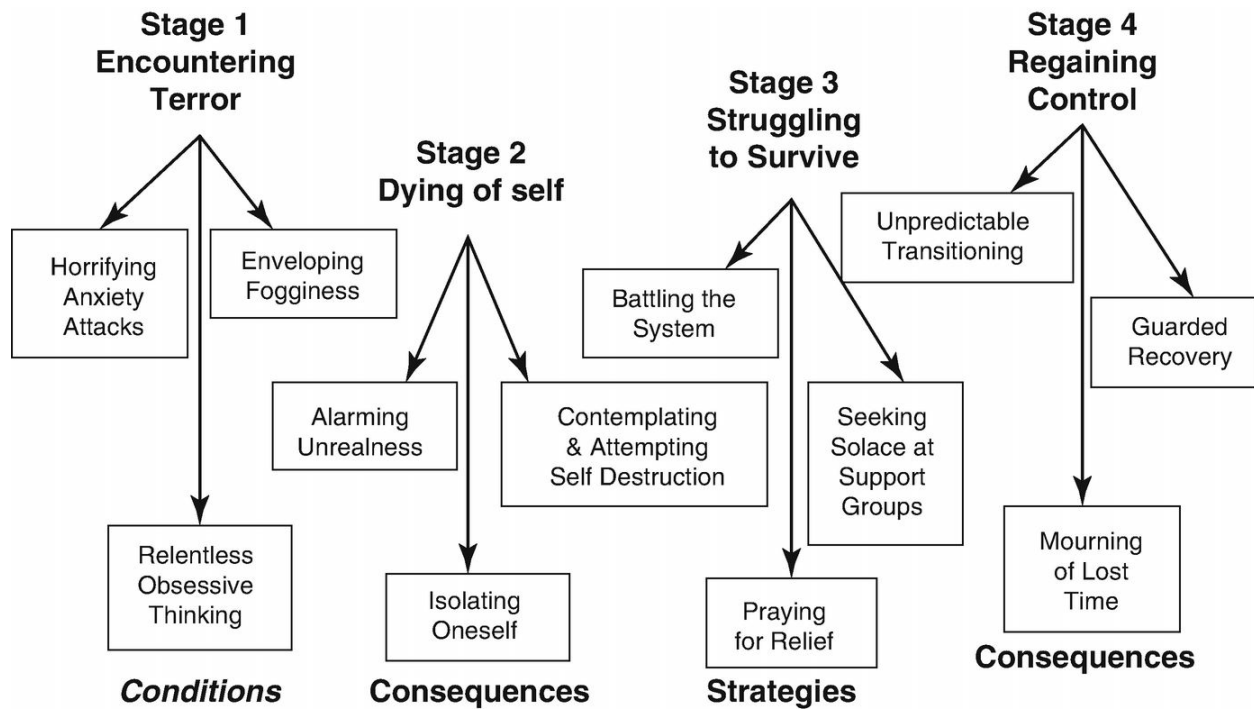 Stage 1
Encountering
Terror
Horrifying
Anxiety
Attacks
Enveloping
Fogginess
Relentless
Obsessive
Thinking
Conditions
Stage 2
Dying of self
Alarming
Unrealness
Contemplating
& Attempting
Self Destruction
Isolating
Oneself
Consequences
Stage 3
Struggling
to Survive
Battling the
System
Seeking
Solace at
Support
Groups
Praying
for Relief
Strategies
Stage 4
Regaining
Control
Unpredictable
Transitioning
Guarded
Recovery
Mourning
of Lost
Time
Consequences